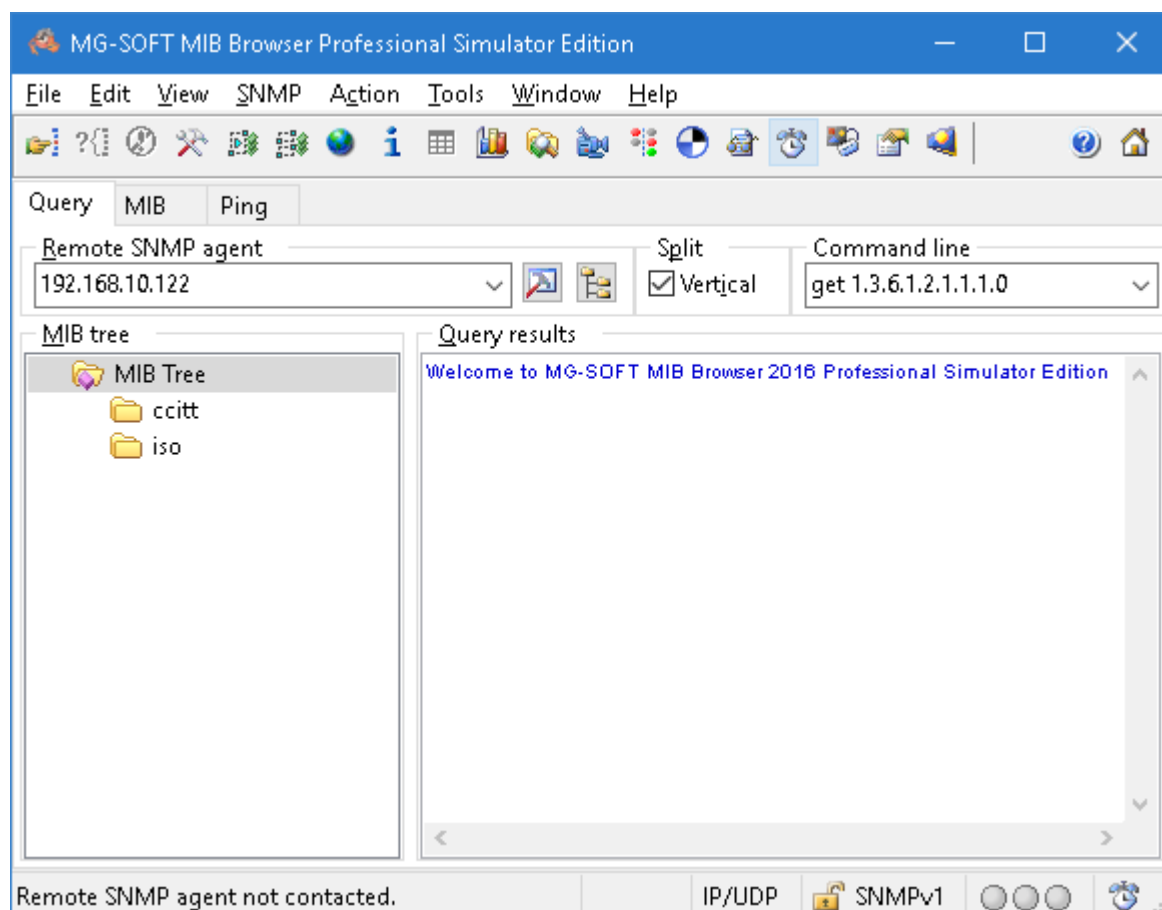 MG-SOFT MIB Browser Professional Simulator Edition
File Edit View SNMP Action Tools Window Help
Query MIB Ping
Remote SNMP agent Split Command line
192.168.10.122 Vertical get 1.3.6.1.2.1.1.1.0
MIB tree Query results
MIB Tree Welcome to MG-SOFT MIB Browser 2016 Professional Simulator Edition
ccitt
iso
Remote SNMP agent not contacted. IP/UDP SNMPv1